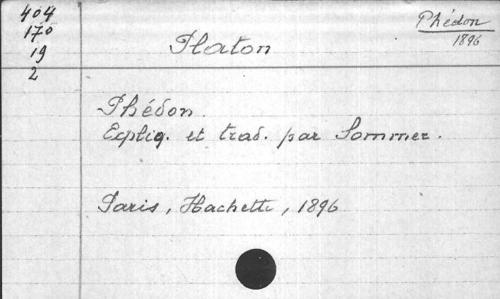 404
170
19
2
Platon
Phédon
1896
Phédon.
Expliq. et trad. par Sommer.
Paris, Hachette, 1896